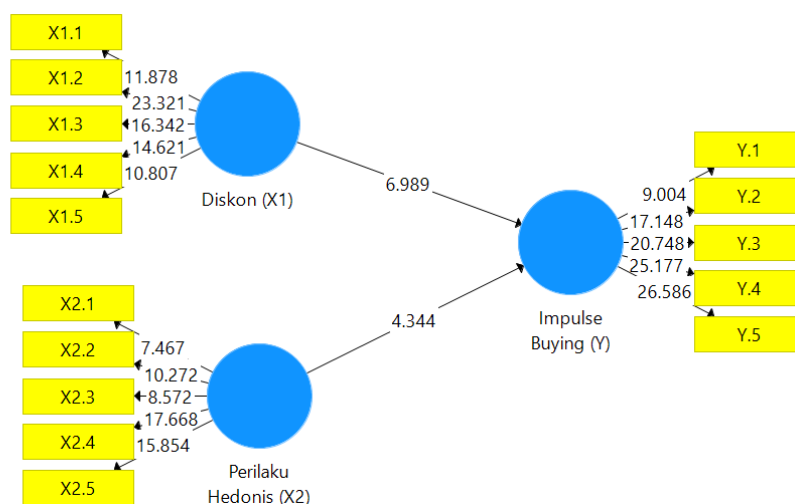 X1.1
X1.2
X1.3
X1.4
X1.5
11.878
23.321
16.342
14.621
10.807
Diskon (X1)
6.989
X2.1
X2.2
X2.3
X2.4
X2.5
7.467
10.272
8.572
17.668
15.854
Perilaku
Hedonis (X2)
4.344
Impulse
Buying (Y)
9.004
17.148
20.748
25.177
26.586
Y.1
Y.2
Y.3
Y.4
Y.5